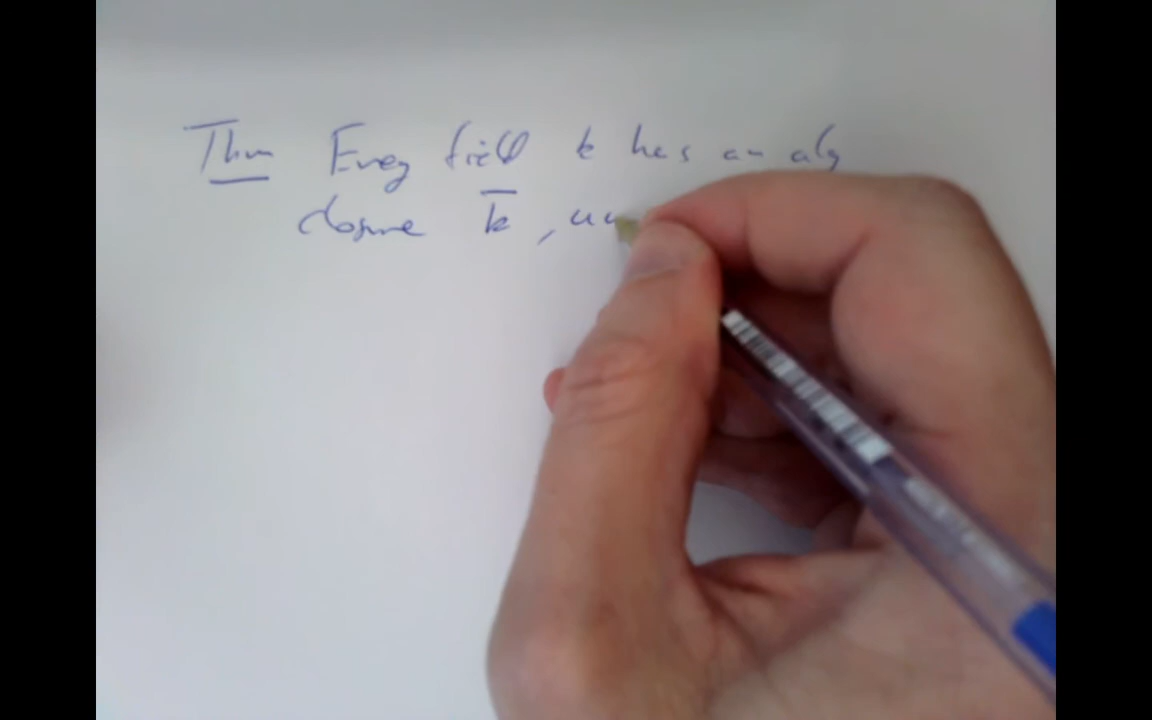 Thm Every field k has an alg
closure k̅ ,